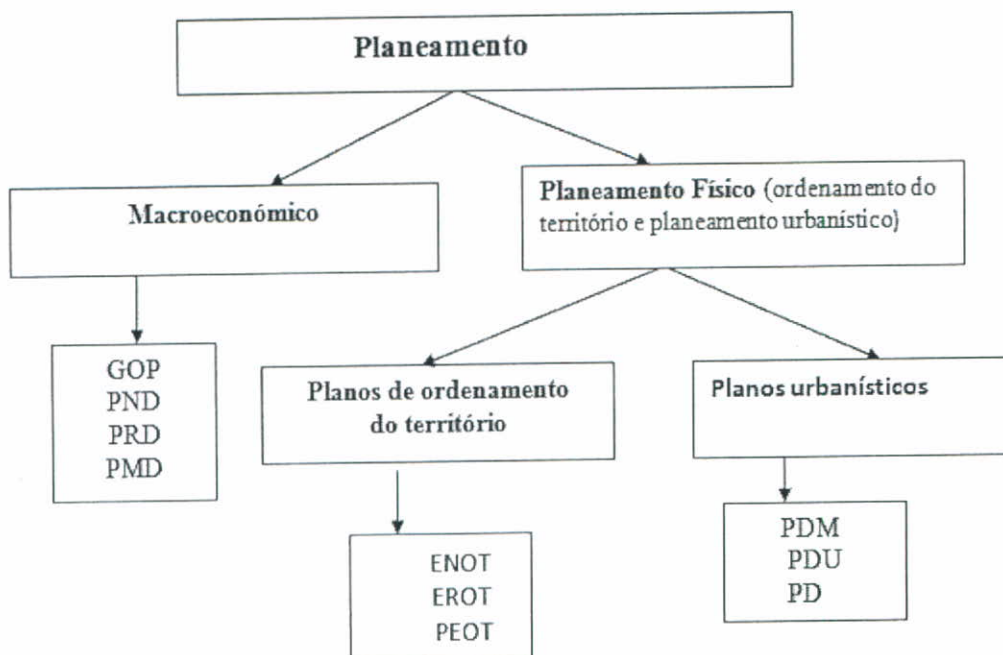 Planeamento
Macroeconómico
Planeamento Físico (ordenamento do
território e planeamento urbanístico)
GOP
PND
PRD
PMD
Planos de ordenamento
do território
Planos urbanísticos
ENOT
EROT
PEOT
PDM
PDU
PD